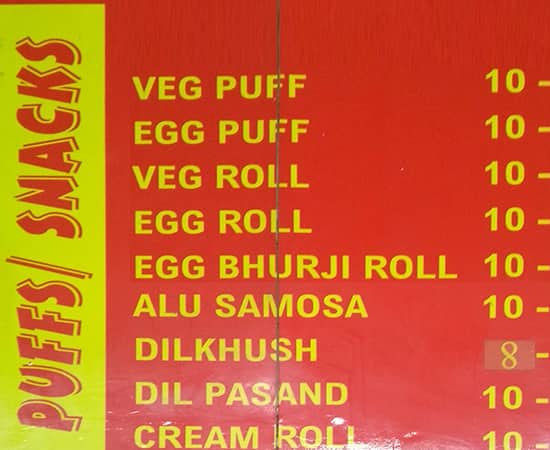 PUFFS/ SNACKS
VEG PUFF 10 -
EGG PUFF 10 -
VEG ROLL 10 -
EGG ROLL 10 -
EGG BHURJI ROLL 10 -
ALU SAMOSA 10 -
DILKHUSH 8 -
DIL PASAND 10 -
CREAM ROLL 10 -